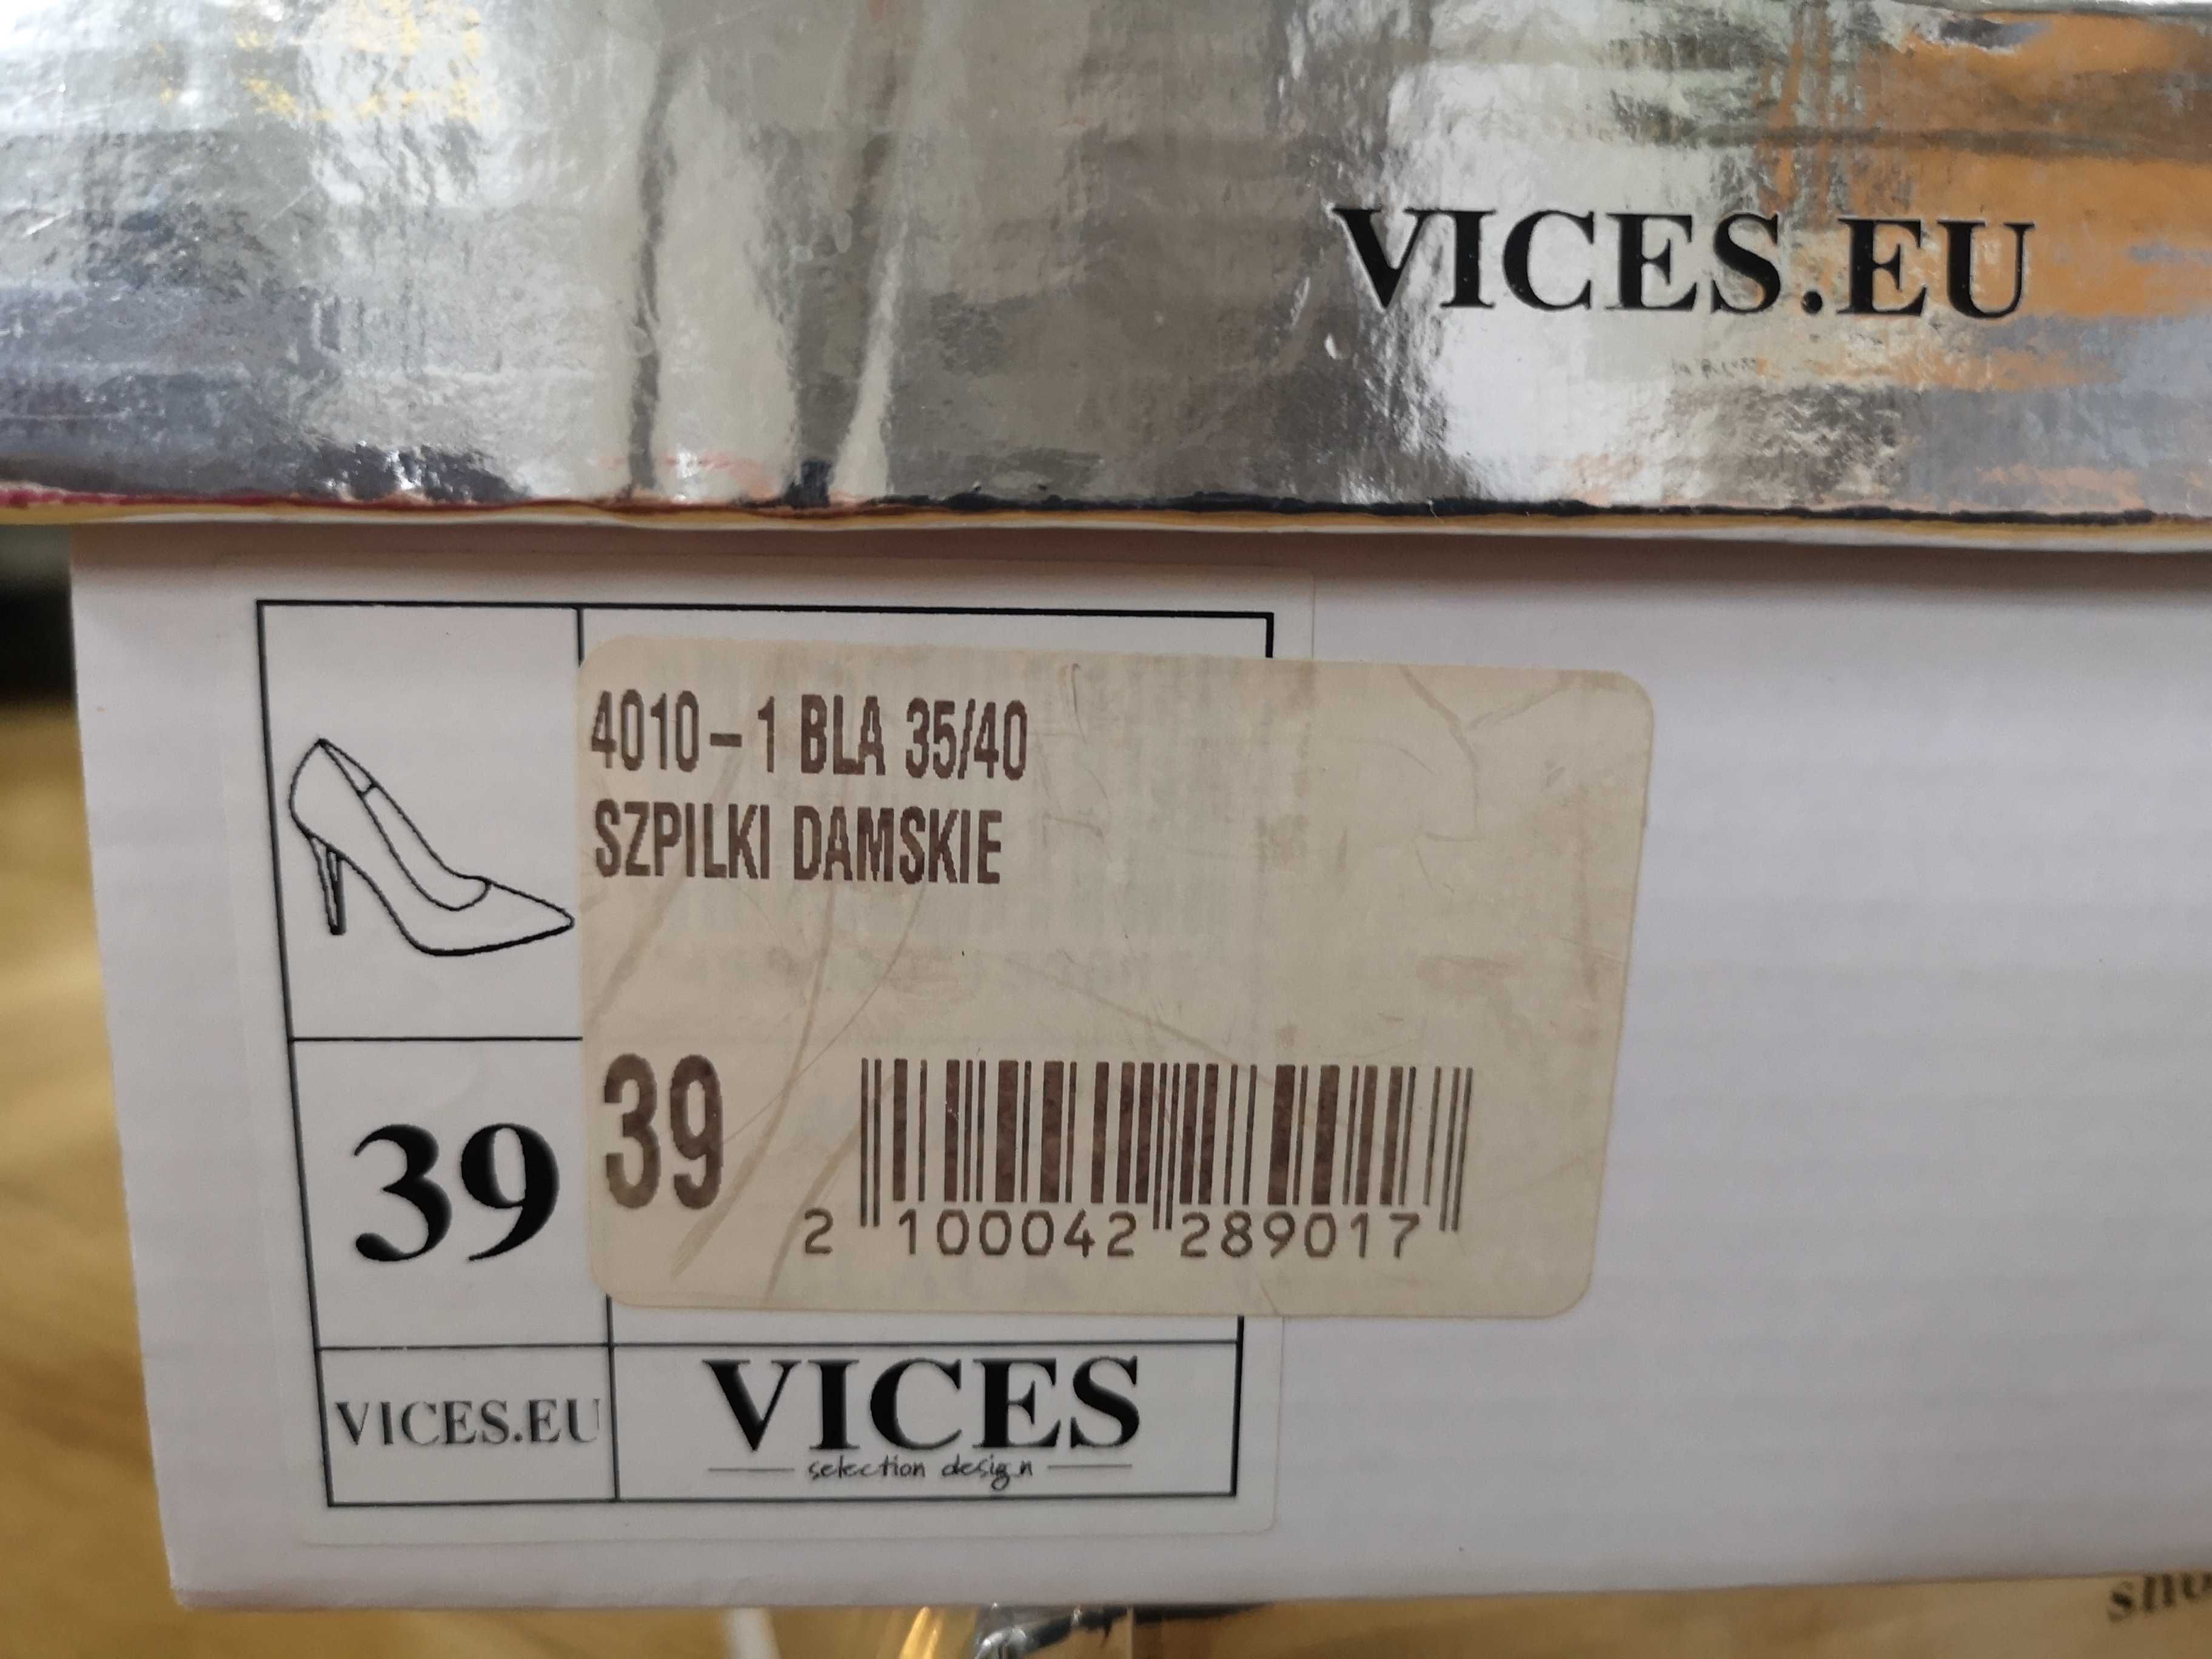 VICES.EU
4010-1 BLA 35/40
SZPILKI DAMSKIE
39
39
2 100042 289017
VICES.EU
VICES
selection design